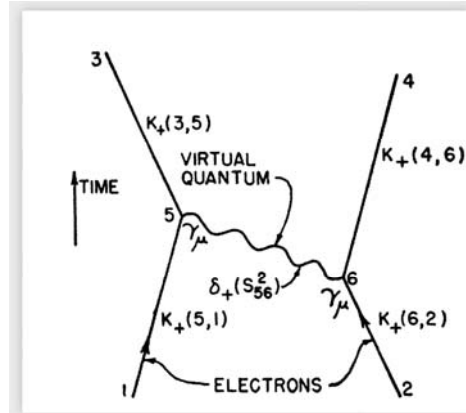 3
4
K₊(3,5)
K₊(4,6)
VIRTUAL
QUANTUM
TIME
5
γμ
6
δ₊(S²₅₆)
γμ
K₊(5,1)
K₊(6,2)
1
ELECTRONS
2